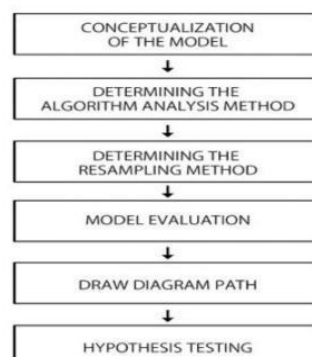 CONCEPTUALIZATION
OF THE MODEL
DETERMINING THE
ALGORITHM ANALYSIS METHOD
DETERMINING THE
RESAMPLING METHOD
MODEL EVALUATION
DRAW DIAGRAM PATH
HYPOTHESIS TESTING